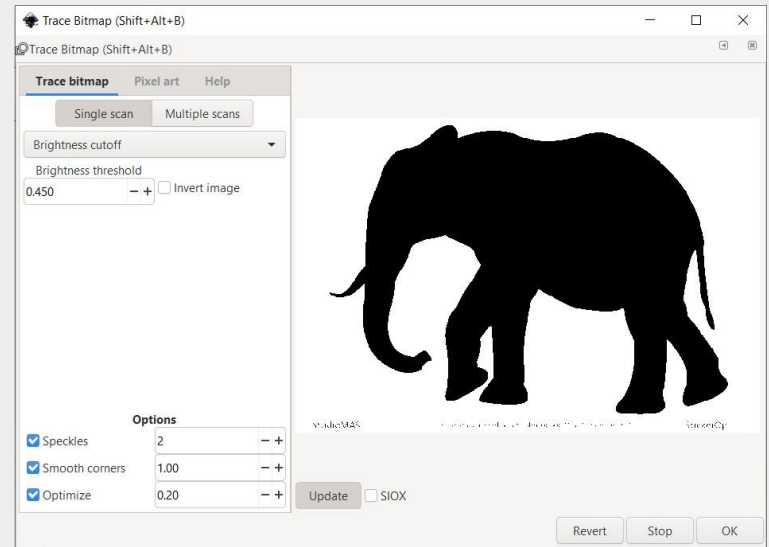 Trace Bitmap (Shift+Alt+B)
Trace Bitmap (Shift+Alt+B)
Trace bitmap Pixel art Help
Single scan Multiple scans
Brightness cutoff
Brightness threshold
0.450 − + Invert image
Options
Speckles 2 − +
Smooth corners 1.00 − +
Optimize 0.20 − +
Update SIOX
Revert Stop OK